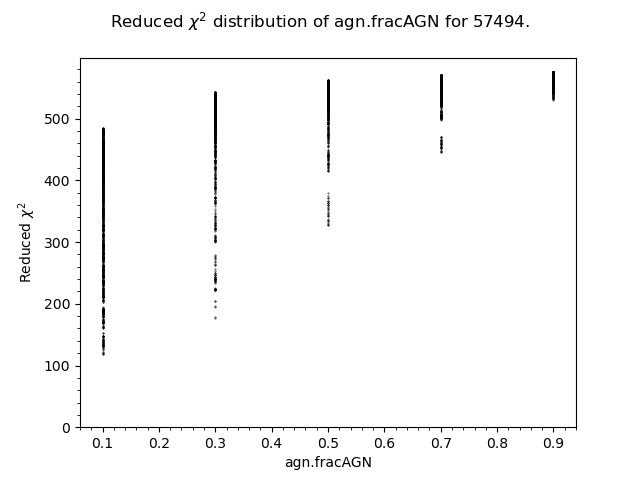 Reduced χ² distribution of agn.fracAGN for 57494.
500
400
300
200
100
0
Reduced χ²
0.1 0.2 0.3 0.4 0.5 0.6 0.7 0.8 0.9
agn.fracAGN